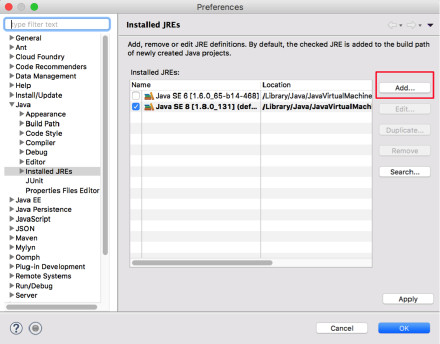 Preferences
type filter text
Installed JREs
General
Ant
Cloud Foundry
Code Recommenders
Data Management
Help
Install/Update
Java
Appearance
Build Path
Code Style
Compiler
Debug
Editor
Installed JREs
JUnit
Properties Files Editor
Java EE
Java Persistence
JavaScript
JSON
Maven
Mylyn
Oomph
Plug-in Development
Remote Systems
Run/Debug
Server
Add, remove or edit JRE definitions. By default, the checked JRE is added to the build path
of newly created Java projects.
Installed JREs:
Name Location
Java SE 6 [1.6.0_65-b14-468] /Library/Java/JavaVirtualMachine
Java SE 8 [1.8.0_131] (def... /Library/Java/JavaVirtualMach
Add...
Edit...
Duplicate...
Remove
Search...
Apply
?
Cancel OK